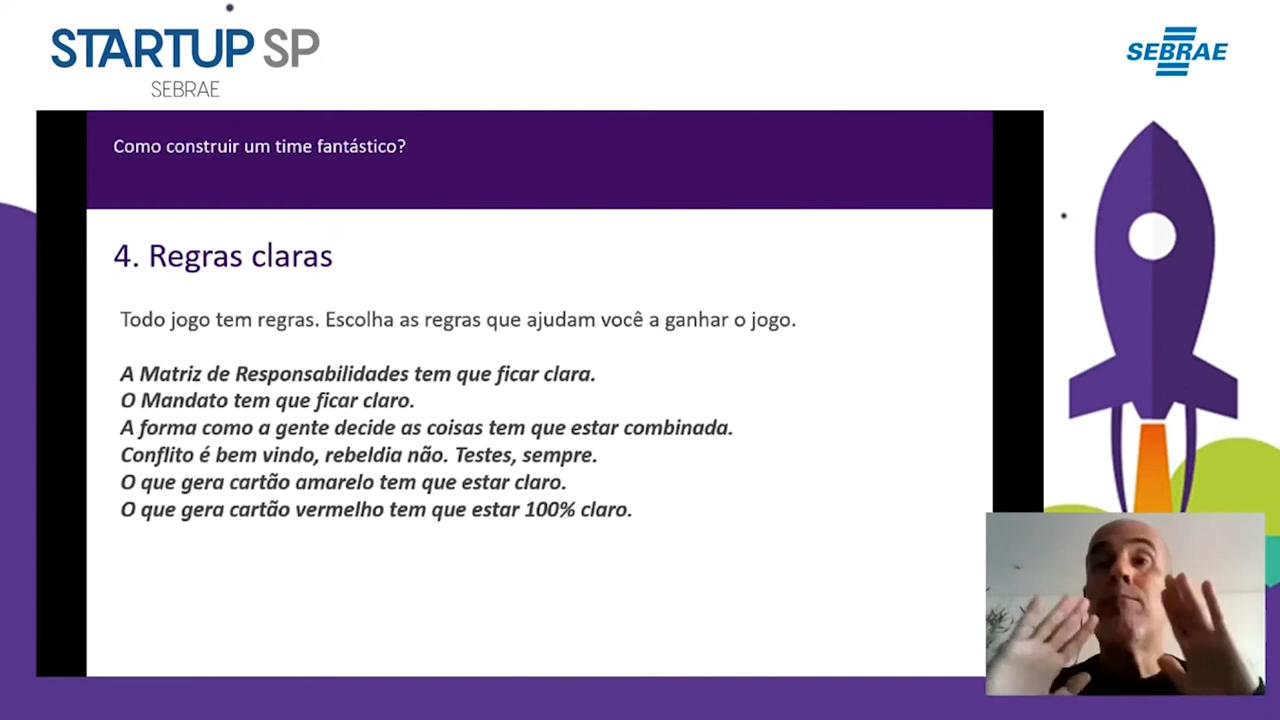 STARTUP SP
SEBRAE
SEBRAE
Como construir um time fantástico?
4. Regras claras
Todo jogo tem regras. Escolha as regras que ajudam você a ganhar o jogo.
A Matriz de Responsabilidades tem que ficar clara.
O Mandato tem que ficar claro.
A forma como a gente decide as coisas tem que estar combinada.
Conflito é bem vindo, rebeldia não. Testes, sempre.
O que gera cartão amarelo tem que estar claro.
O que gera cartão vermelho tem que estar 100% claro.